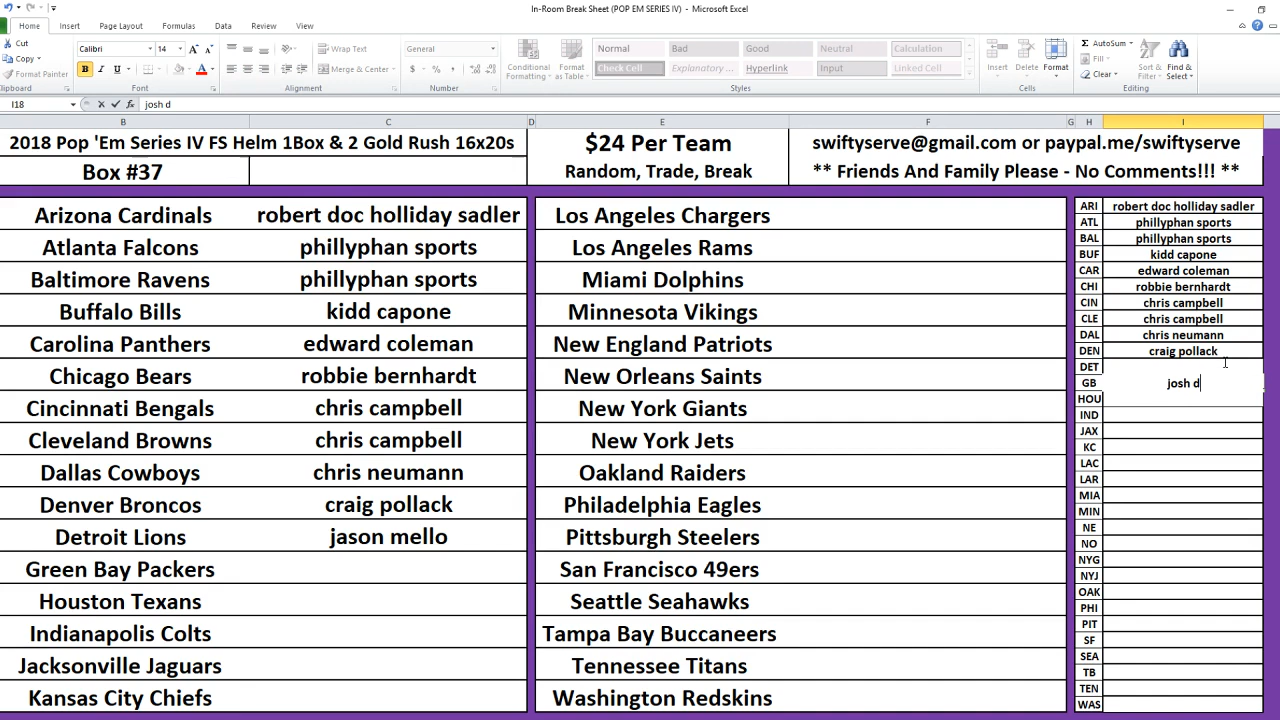 In-Room Break Sheet (POP EM SERIES IV) - Microsoft Excel
Home Insert Page Layout Formulas Data Review View
Cut
Copy
Format Painter
Clipboard
Calibri 14
B I U
Font
Wrap Text
Merge & Center
Alignment
General
$ % ,
Number
Conditional Formatting
Format as Table
Normal Bad Good Neutral Calculation
Check Cell Explanatory ... Hyperlink Input Linked Cell
Styles
Insert Delete Format
Cells
Σ AutoSum
Fill
Clear
Sort & Filter
Find & Select
Editing
I18 fx josh d
B C D E F G H I
2018 Pop 'Em Series IV FS Helm 1Box & 2 Gold Rush 16x20s
Box #37
$24 Per Team
Random, Trade, Break
swiftyserve@gmail.com or paypal.me/swiftyserve
** Friends And Family Please - No Comments!!! **
Arizona Cardinals robert doc holliday sadler
Atlanta Falcons phillyphan sports
Baltimore Ravens phillyphan sports
Buffalo Bills kidd capone
Carolina Panthers edward coleman
Chicago Bears robbie bernhardt
Cincinnati Bengals chris campbell
Cleveland Browns chris campbell
Dallas Cowboys chris neumann
Denver Broncos craig pollack
Detroit Lions jason mello
Green Bay Packers
Houston Texans
Indianapolis Colts
Jacksonville Jaguars
Kansas City Chiefs
Los Angeles Chargers
Los Angeles Rams
Miami Dolphins
Minnesota Vikings
New England Patriots
New Orleans Saints
New York Giants
New York Jets
Oakland Raiders
Philadelphia Eagles
Pittsburgh Steelers
San Francisco 49ers
Seattle Seahawks
Tampa Bay Buccaneers
Tennessee Titans
Washington Redskins
ARI robert doc holliday sadler
ATL phillyphan sports
BAL phillyphan sports
BUF kidd capone
CAR edward coleman
CHI robbie bernhardt
CIN chris campbell
CLE chris campbell
DAL chris neumann
DEN craig pollack
DET
GB josh d
HOU
IND
JAX
KC
LAC
LAR
MIA
MIN
NE
NO
NYG
NYJ
OAK
PHI
PIT
SF
SEA
TB
TEN
WAS